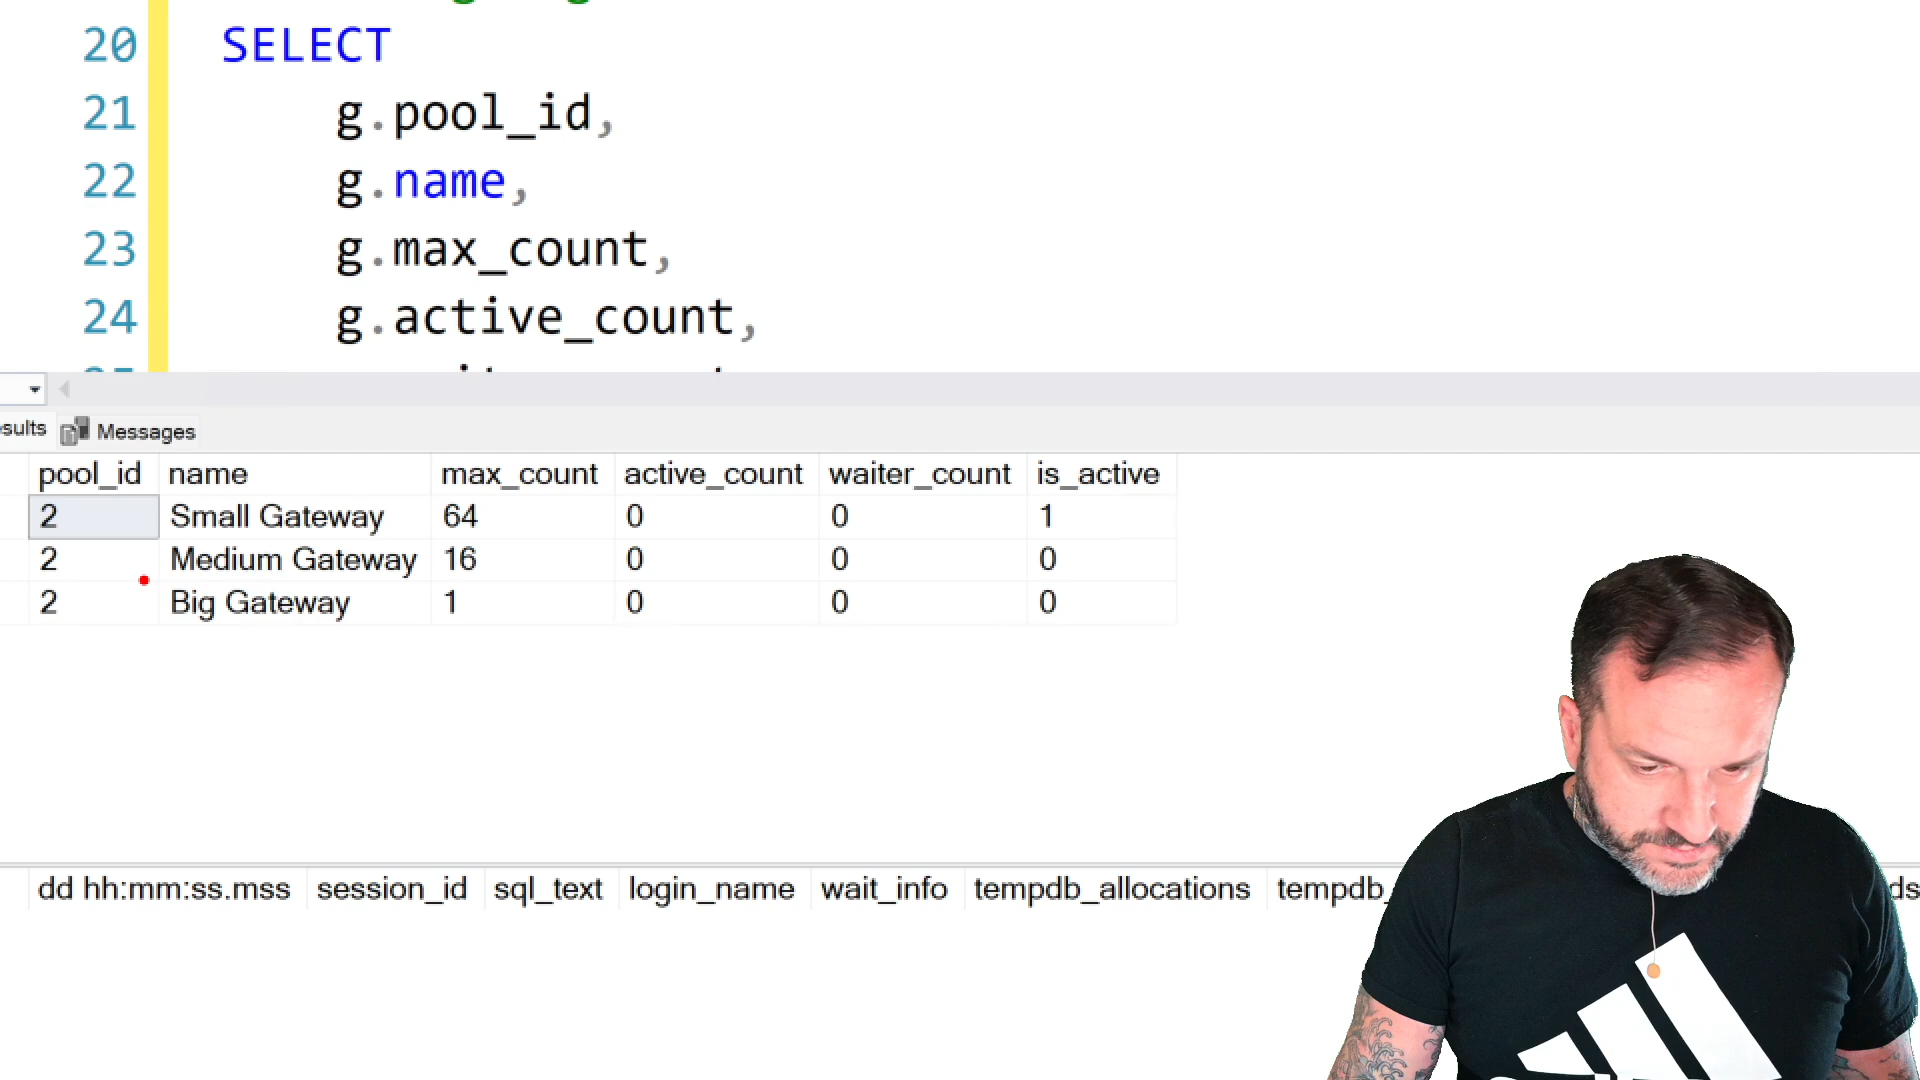 20 SELECT
21 g.pool_id,
22 g.name,
23 g.max_count,
24 g.active_count,
Messages
pool_id name max_count active_count waiter_count is_active
2 Small Gateway 64 0 0 1
2 Medium Gateway 16 0 0 0
2 Big Gateway 1 0 0 0
dd hh:mm:ss.mss session_id sql_text login_name wait_info tempdb_allocations